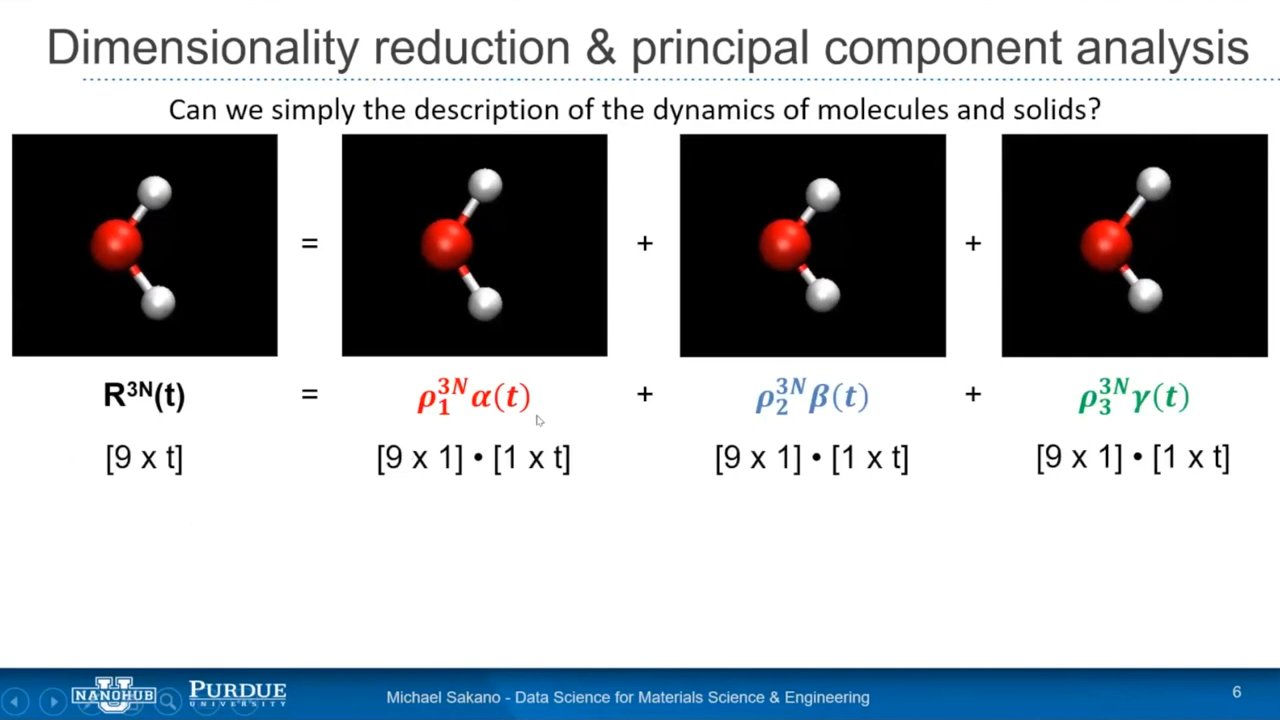 Dimensionality reduction & principal component analysis
Can we simply the description of the dynamics of molecules and solids?
= + +
R³ᴺ(t) = ρ₁³ᴺα(t) + ρ₂³ᴺβ(t) + ρ₃³ᴺγ(t)
[9 x t] [9 x 1] • [1 x t] [9 x 1] • [1 x t] [9 x 1] • [1 x t]
NANOHUB PURDUE UNIVERSITY Michael Sakano - Data Science for Materials Science & Engineering 6